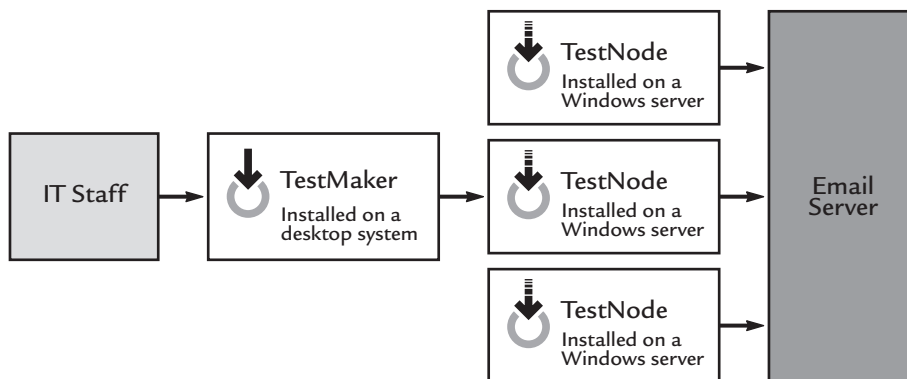 TestNode
Installed on a
Windows server
IT Staff
TestMaker
Installed on a
desktop system
TestNode
Installed on a
Windows server
Email
Server
TestNode
Installed on a
Windows server